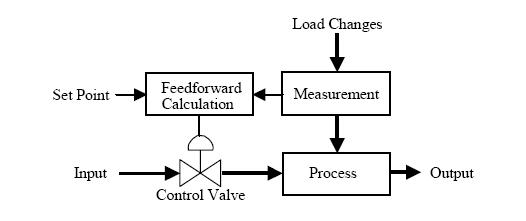 Load Changes
Set Point
Feedforward
Calculation
Measurement
Input
Control Valve
Process
Output